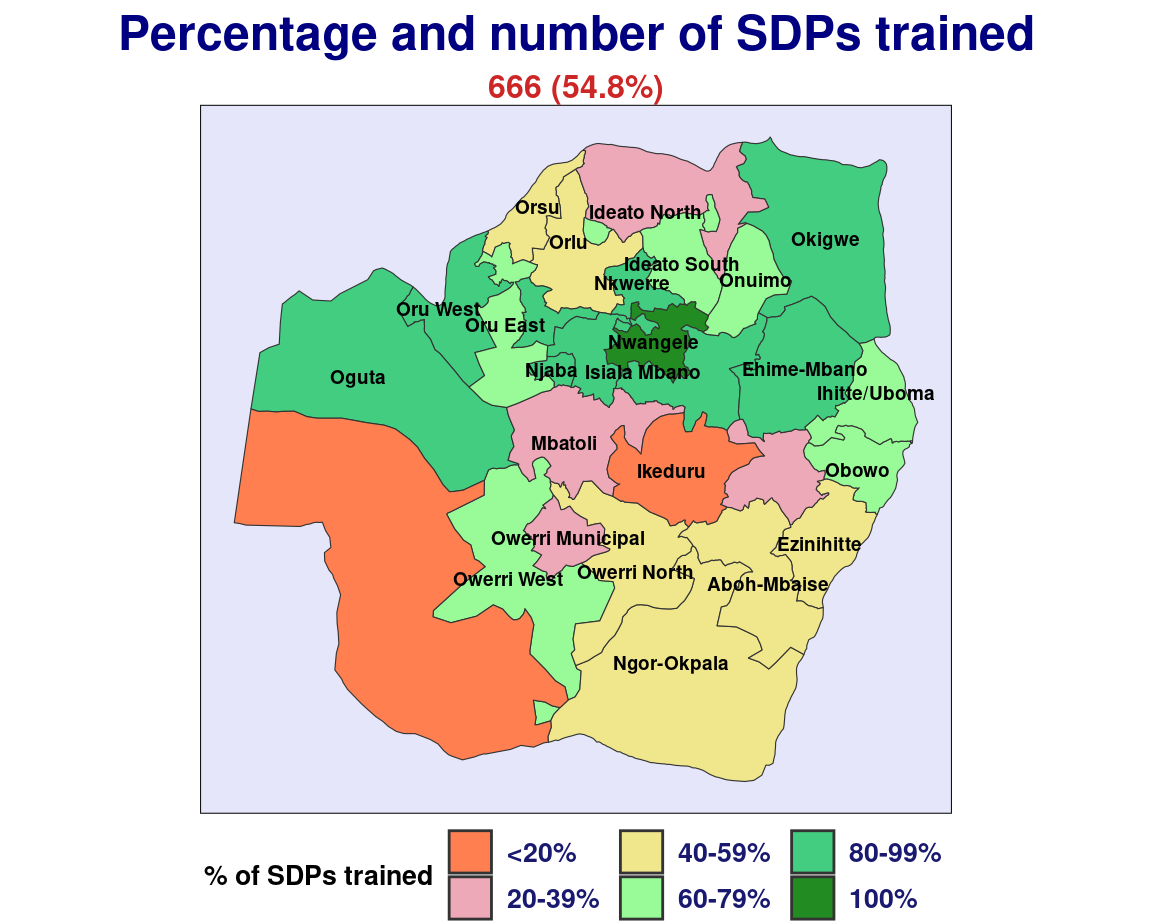 Percentage and number of SDPs trained
666 (54.8%)
Orsu
Ideato North
Orlu
Okigwe
Ideato South
Nkwerre
Onuimo
Oru West
Oru East
Nwangele
Njaba
Isiala Mbano
Ehime-Mbano
Oguta
Ihitte/Uboma
Mbatoli
Ikeduru
Obowo
Owerri Municipal
Ezinihitte
Owerri West
Owerri North
Aboh-Mbaise
Ngor-Okpala
% of SDPs trained
<20%
40-59%
80-99%
20-39%
60-79%
100%